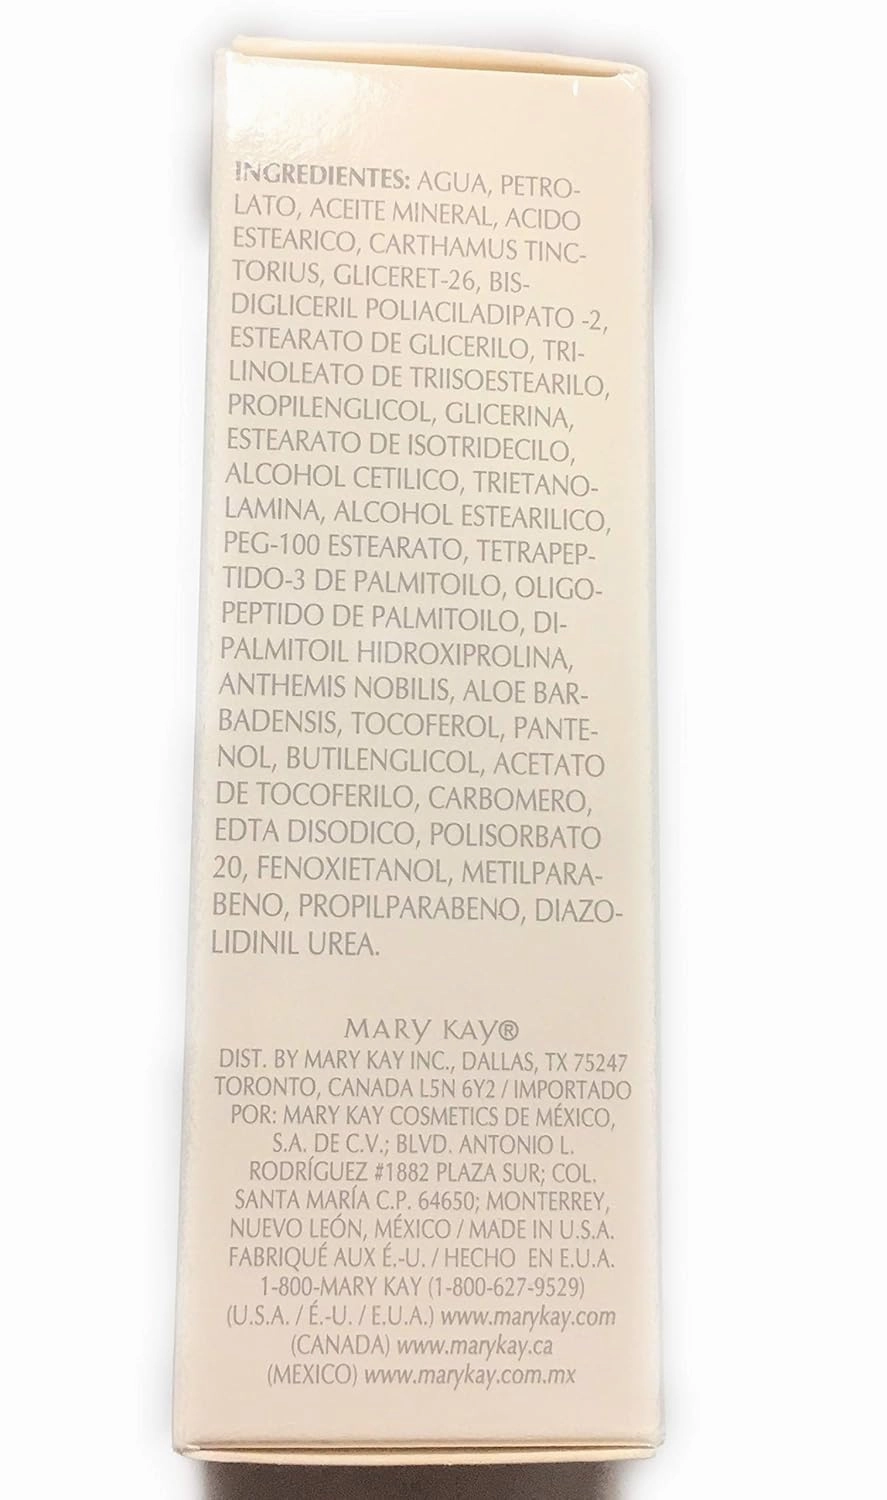 INGREDIENTES: AGUA, PETRO-
LATO, ACEITE MINERAL, ACIDO
ESTEARICO, CARTHAMUS TINC-
TORIUS, GLICERET-26, BIS-
DIGLICERIL POLIACILADIPATO -2,
ESTEARATO DE GLICERILO, TRI-
LINOLEATO DE TRIISOESTEARILO,
PROPILENGLICOL, GLICERINA,
ESTEARATO DE ISOTRIDECILO,
ALCOHOL CETILICO, TRIETANO-
LAMINA, ALCOHOL ESTEARILICO,
PEG-100 ESTEARATO, TETRAPEP-
TIDO-3 DE PALMITOILO, OLIGO-
PEPTIDO DE PALMITOILO, DI-
PALMITOIL HIDROXIPROLINA,
ANTHEMIS NOBILIS, ALOE BAR-
BADENSIS, TOCOFEROL, PANTE-
NOL, BUTILENGLICOL, ACETATO
DE TOCOFERILO, CARBOMERO,
EDTA DISODICO, POLISORBATO
20, FENOXIETANOL, METILPARA-
BENO, PROPILPARABENO, DIAZO-
LIDINIL UREA.
MARY KAY®
DIST. BY MARY KAY INC., DALLAS, TX 75247
TORONTO, CANADA L5N 6Y2 / IMPORTADO
POR: MARY KAY COSMETICS DE MÉXICO,
S.A. DE C.V.; BLVD. ANTONIO L.
RODRÍGUEZ #1882 PLAZA SUR; COL.
SANTA MARÍA C.P. 64650; MONTERREY,
NUEVO LEÓN, MÉXICO / MADE IN U.S.A.
FABRIQUÉ AUX É.-U. / HECHO EN E.U.A.
1-800-MARY KAY (1-800-627-9529)
(U.S.A. / É.-U. / E.U.A.) www.marykay.com
(CANADA) www.marykay.ca
(MEXICO) www.marykay.com.mx